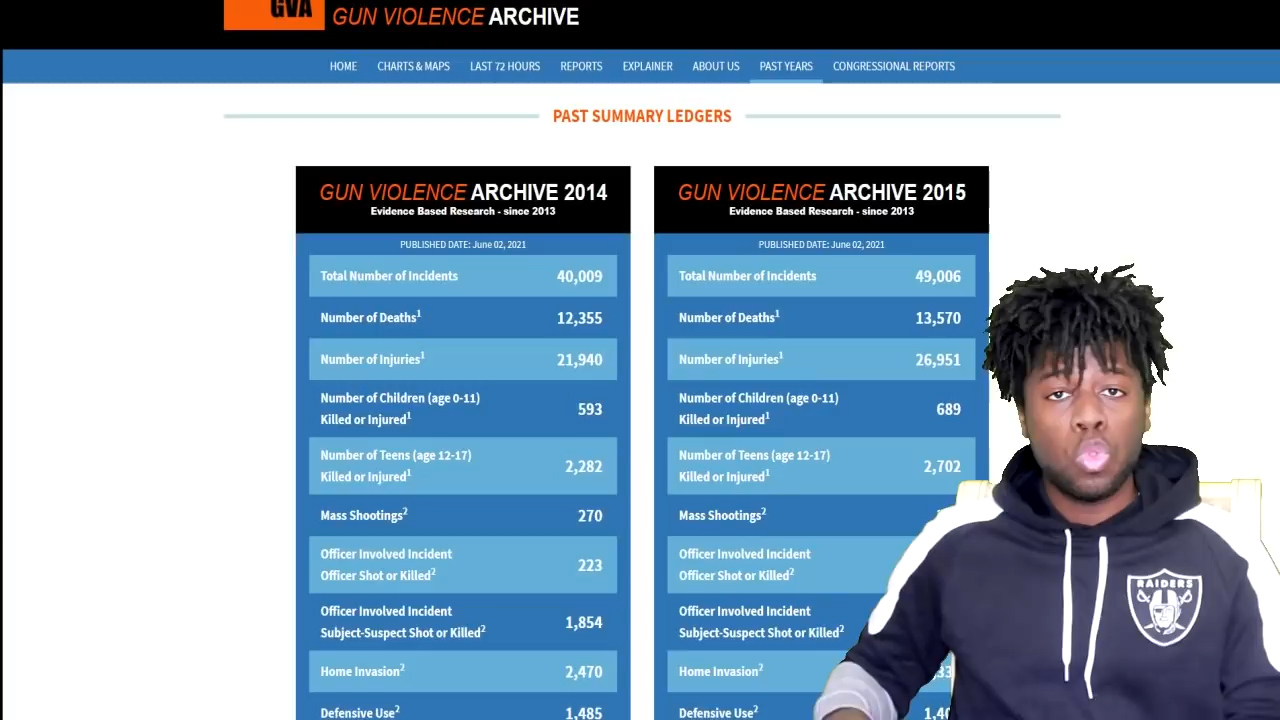 GVA
GUN VIOLENCE ARCHIVE
HOME CHARTS & MAPS LAST 72 HOURS REPORTS EXPLAINER ABOUT US PAST YEARS CONGRESSIONAL REPORTS
PAST SUMMARY LEDGERS
GUN VIOLENCE ARCHIVE 2014
Evidence Based Research - since 2013
PUBLISHED DATE: June 02, 2021
Total Number of Incidents 40,009
Number of Deaths¹ 12,355
Number of Injuries¹ 21,940
Number of Children (age 0-11)
Killed or Injured¹ 593
Number of Teens (age 12-17)
Killed or Injured¹ 2,282
Mass Shootings² 270
Officer Involved Incident
Officer Shot or Killed² 223
Officer Involved Incident
Subject-Suspect Shot or Killed² 1,854
Home Invasion² 2,470
Defensive Use² 1,485
GUN VIOLENCE ARCHIVE 2015
Evidence Based Research - since 2013
PUBLISHED DATE: June 02, 2021
Total Number of Incidents 49,006
Number of Deaths¹ 13,570
Number of Injuries¹ 26,951
Number of Children (age 0-11)
Killed or Injured¹ 689
Number of Teens (age 12-17)
Killed or Injured¹ 2,702
Mass Shootings²
Officer Involved Incident
Officer Shot or Killed²
Officer Involved Incident
Subject-Suspect Shot or Killed²
Home Invasion²
Defensive Use²
RAIDERS